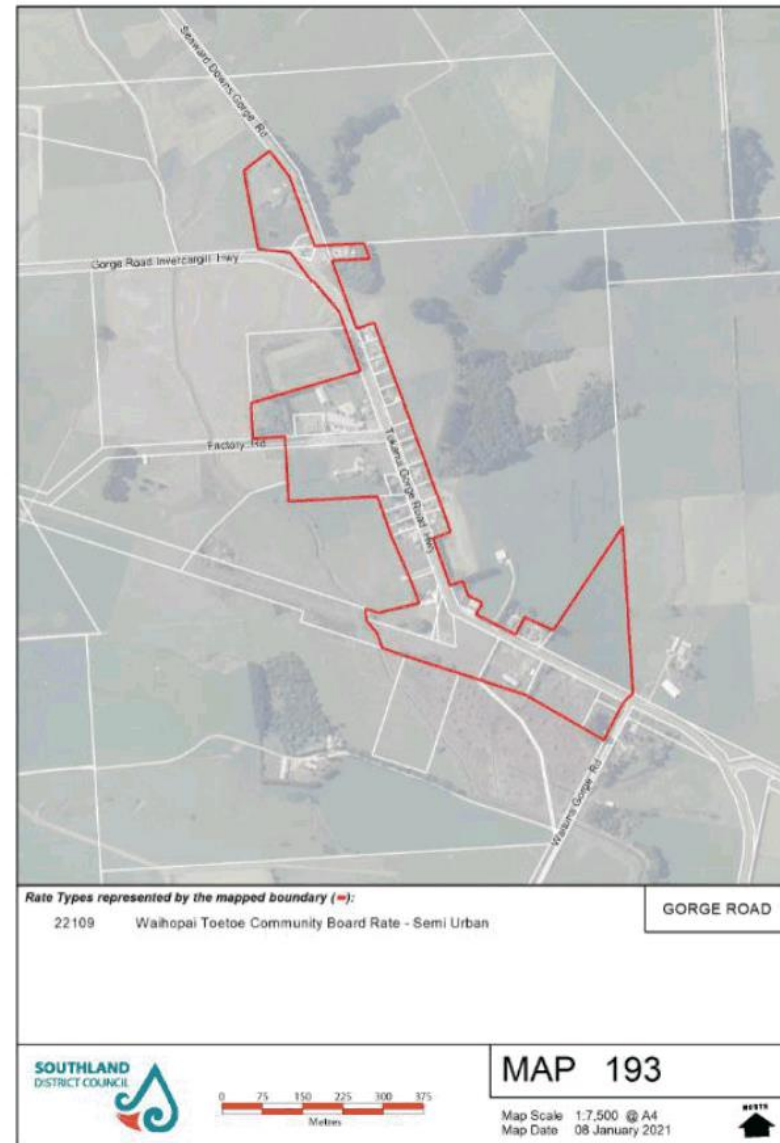 Seaward Downs Gorge Rd
Gorge Road Invercargill Hwy
Factory Rd
Tokanui Gorge Road Hwy
Waituna Gorge Rd
Rate Types represented by the mapped boundary (-):
22109 Waihopai Toetoe Community Board Rate - Semi Urban
GORGE ROAD
SOUTHLAND
DISTRICT COUNCIL
0 75 150 225 300 375
Metres
MAP 193
Map Scale 1:7,500 @ A4
Map Date 08 January 2021
NORTH